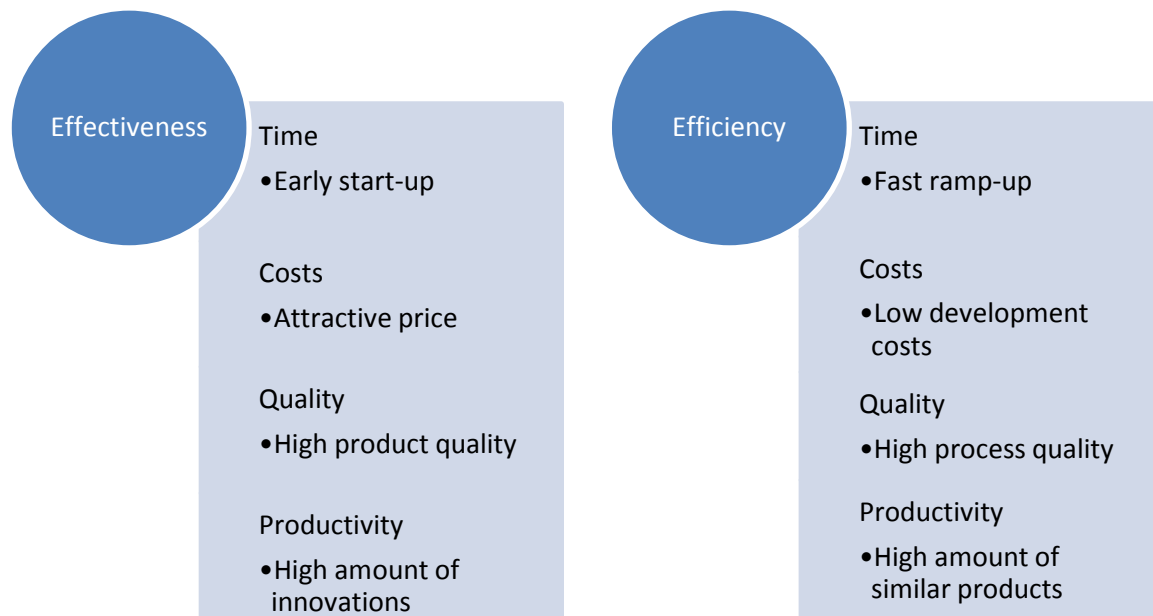 Effectiveness
Time
•Early start-up
Costs
•Attractive price
Quality
•High product quality
Productivity
•High amount of
innovations
Efficiency
Time
•Fast ramp-up
Costs
•Low development
costs
Quality
•High process quality
Productivity
•High amount of
similar products